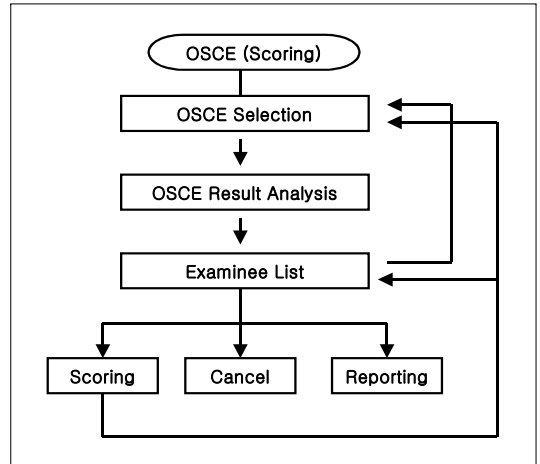 OSCE (Scoring)
OSCE Selection
OSCE Result Analysis
Examinee List
Scoring
Cancel
Reporting